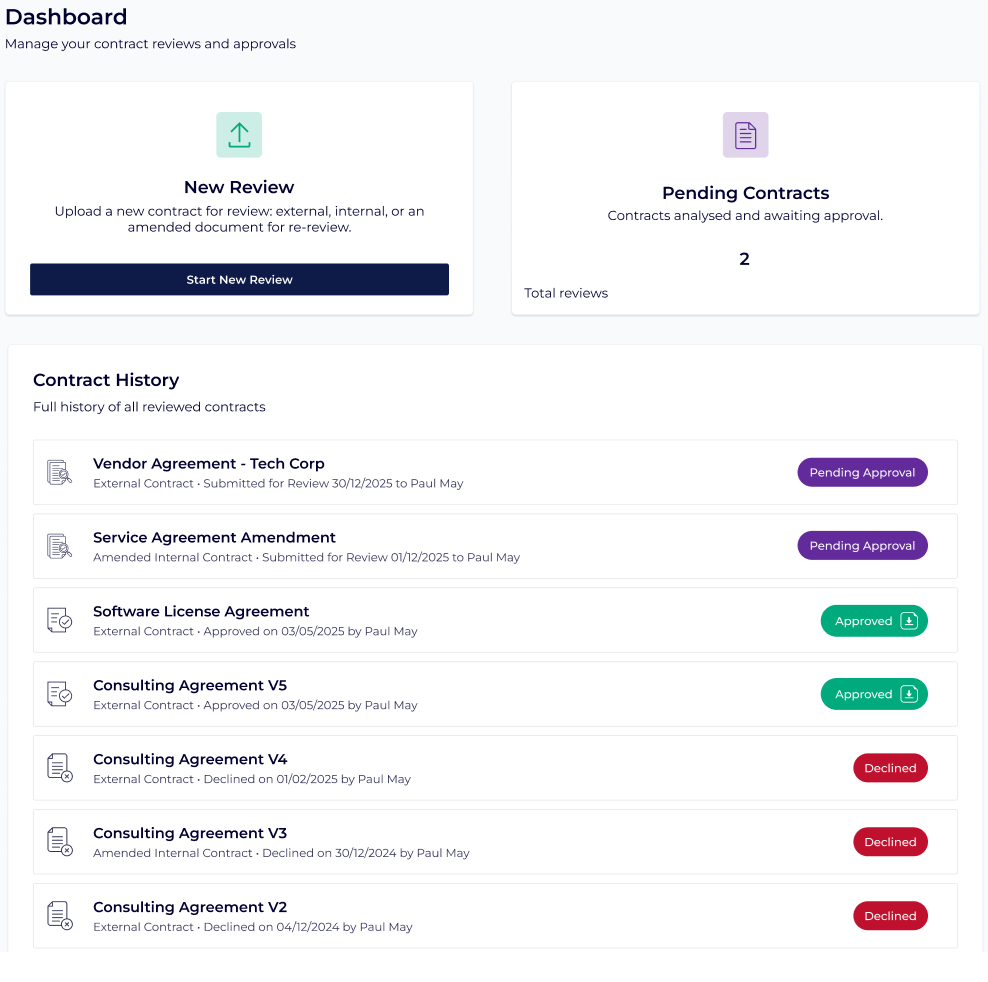 Dashboard
Manage your contract reviews and approvals
New Review
Upload a new contract for review: external, internal, or an
amended document for re-review.
Start New Review
Pending Contracts
Contracts analysed and awaiting approval.
2
Total reviews
Contract History
Full history of all reviewed contracts
Vendor Agreement - Tech Corp
External Contract • Submitted for Review 30/12/2025 to Paul May
Pending Approval
Service Agreement Amendment
Amended Internal Contract • Submitted for Review 01/12/2025 to Paul May
Pending Approval
Software License Agreement
External Contract • Approved on 03/05/2025 by Paul May
Approved
Consulting Agreement V5
External Contract • Approved on 03/05/2025 by Paul May
Approved
Consulting Agreement V4
External Contract • Declined on 01/02/2025 by Paul May
Declined
Consulting Agreement V3
Amended Internal Contract • Declined on 30/12/2024 by Paul May
Declined
Consulting Agreement V2
External Contract • Declined on 04/12/2024 by Paul May
Declined